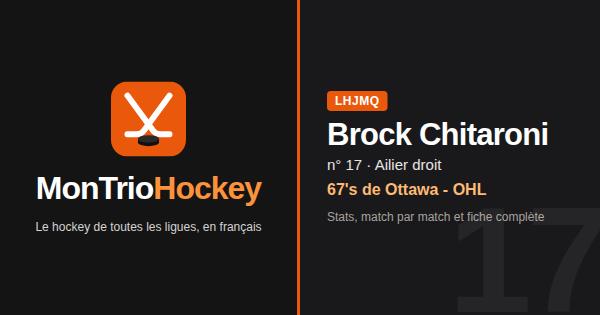 MonTrioHockey
Le hockey de toutes les ligues, en français
LHJMQ
Brock Chitaroni
n° 17 · Ailier droit
67's de Ottawa - OHL
Stats, match par match et fiche complète
17